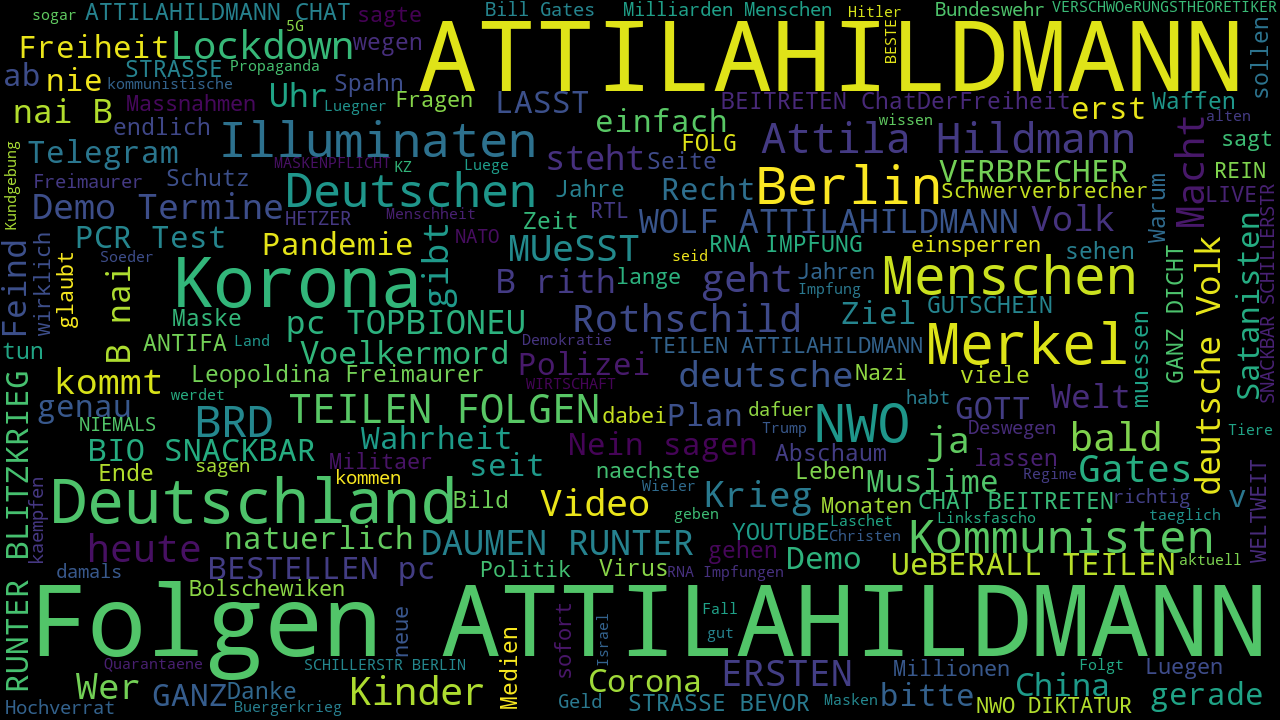 sogar
ATTILAHILDMANN CHAT
sagte
Bill Gates
Milliarden Menschen
Hitler
Bundeswehr
VERSCHWOeRUNGSTHEORETIKER
5G
Freiheit
Lockdown
wegen
ATTILAHILDMANN
BESTE
sollen
ab
nie
STRASSE
Propaganda
kommunistische
Spahn
Uhr
Luegner
Fragen
LASST
BEITRETEN ChatDerFreiheit
erst
Waffen
nai B
Massnahmen
endlich
Illuminaten
einfach
FOLG
wissen
Attila Hildmann
Macht
alten
sagt
Kundgebung
Telegram
MASKENPFLICHT
KZ
Luege
steht
Seite
Berlin
VERBRECHER
REIN
Freimaurer
Schutz
Deutschen
Jahre
Recht
Schwerverbrecher
LIVER
Demo Termine
HETZER
Menschheit
Zeit
RTL
WOLF ATTILAHILDMANN
Volk
Warum
SNACKBAR SCHILLERSTR
PCR Test
Pandemie
NATO
MUeSST
RNA IMPFUNG
einsperren
sehen
Feind
wirklich
glaubt
Soeder
B nai
Korona
gibt
B rith
lange
seid
geht
Jahren
Impfung
Menschen
GANZ DICHT
deutsche Volk
Satanisten
Maske
pc TOPBIONEU
Rothschild
Ziel
GUTSCHEIN
muessen
tun
ANTIFA
Land
Voelkermord
Demokratie
TEILEN ATTILAHILDMANN
Merkel
Polizei
kommt
Leopoldina Freimaurer
WIRTSCHAFT
deutsche
Nazi
viele
RUNTER BLITZKRIEG
genau
werdet
NIEMALS
BRD
TEILEN FOLGEN
dabei
Plan
dafuer
Trump
NWO
habt
GOTT
Welt
Deswegen
bald
Tiere
BIO SNACKBAR
Wahrheit
Nein sagen
Abschaum
ja
Ende
sagen
Militaer
seit
naechste
Leben
Muslime
lassen
Regime
Gates
kaempfen
Deutschland
kommen
Bild
Video
Wieler
geben
Krieg
Monaten
CHAT BEITRETEN
richtig
V
WELTWEIT
heute
natuerlich
DAUMEN RUNTER
gehen
YOUTUBE
Laschet
Christen
Linksfascho
Kommunisten
taeglich
damals
BESTELLEN pc
Politik
Virus
RNA Impfungen
Demo
UeBERALL TEILEN
aktuell
Bolschewiken
Folgen ATTILAHILDMANN
neue
Medien
sofort
Israel
Fall
gut
Quarantaene
SCHILLERSTR BERLIN
ERSTEN
Millionen
Folgt
Luegen
Wer
GANZ
Danke
Kinder
Corona
bitte
China
gerade
Hochverrat
Buergerkrieg
Geld
STRASSE BEVOR
Masken
NWO DIKTATUR